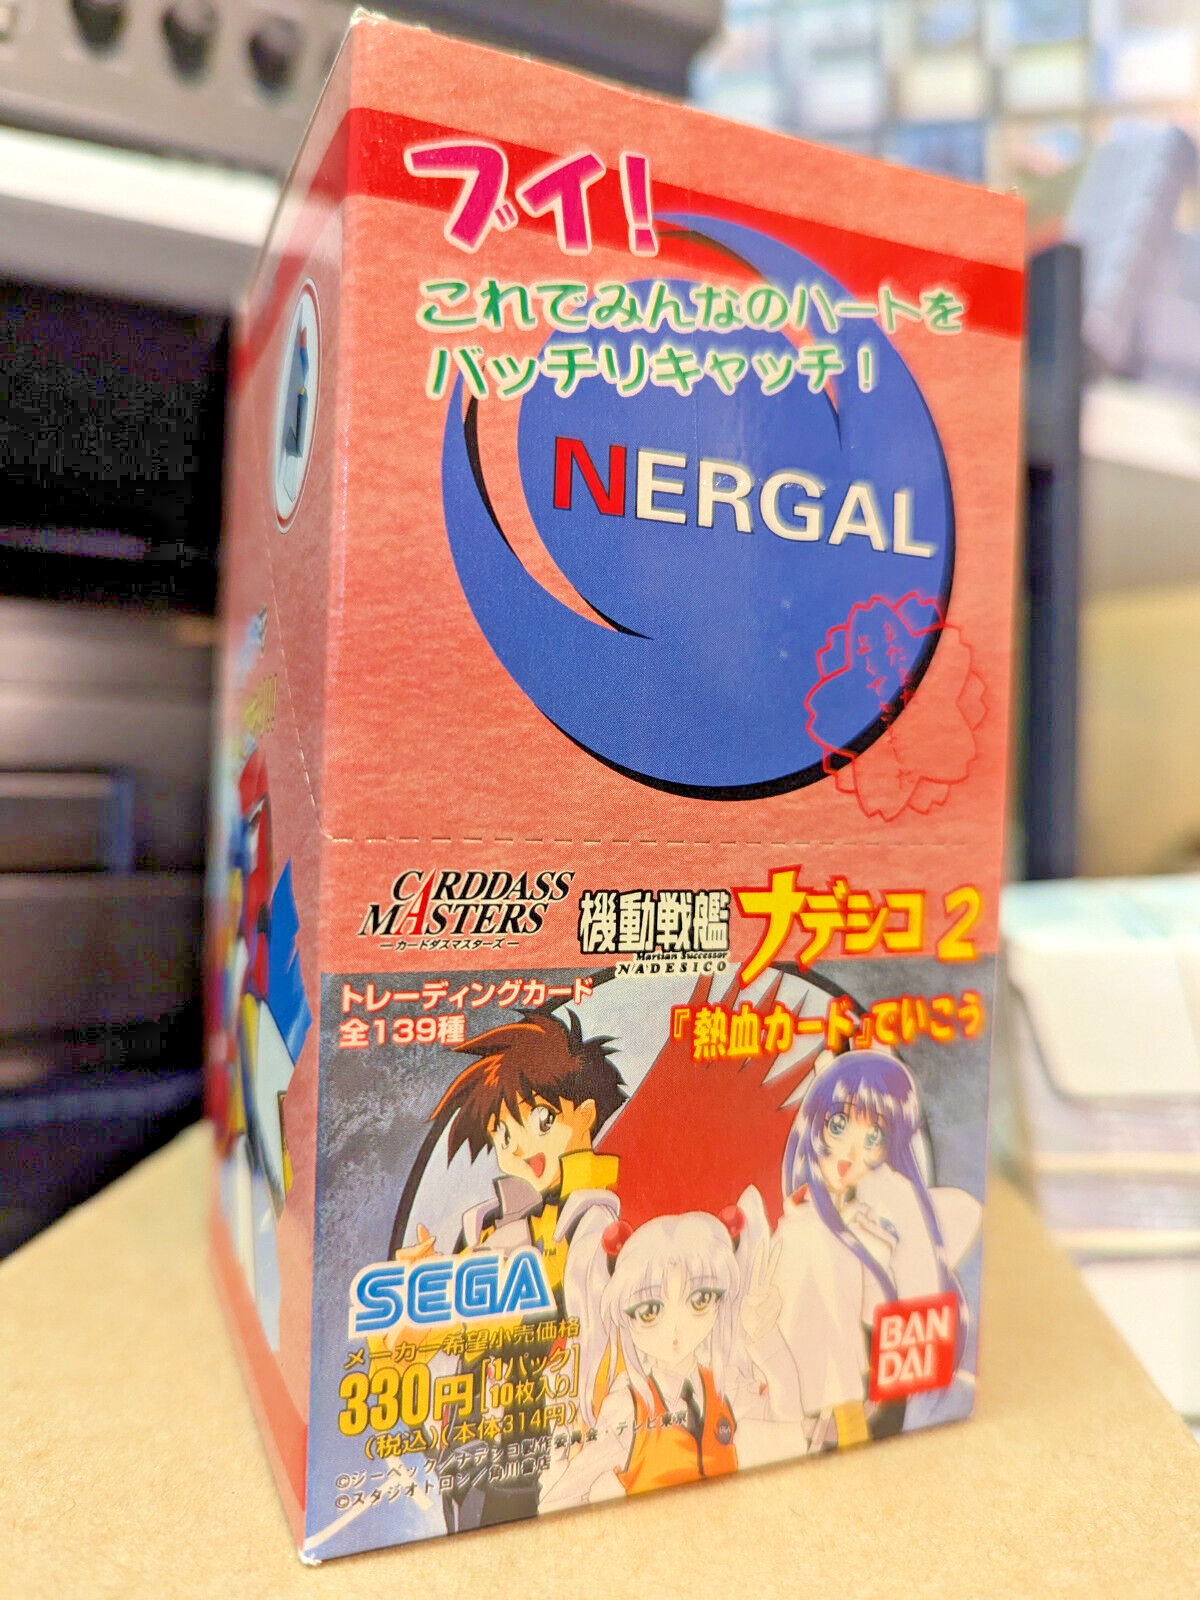 ブイ!
これでみんなのハートを
バッチリキャッチ!
NERGAL
CARDDASS
MASTERS
カードダスマスターズ
機動戦艦ナデシコ2
Martian Successor
NADESICO
『熱血カード』ていこう
トレーディングカード
全139種
SEGA™
BAN
DAI
メーカー希望小売価格
330円[1パック10枚入り]
(税込)(本体314円)
©ジーベック/ナデシコ製作委員会・テレビ東京
©スタジオトロン/角川書店